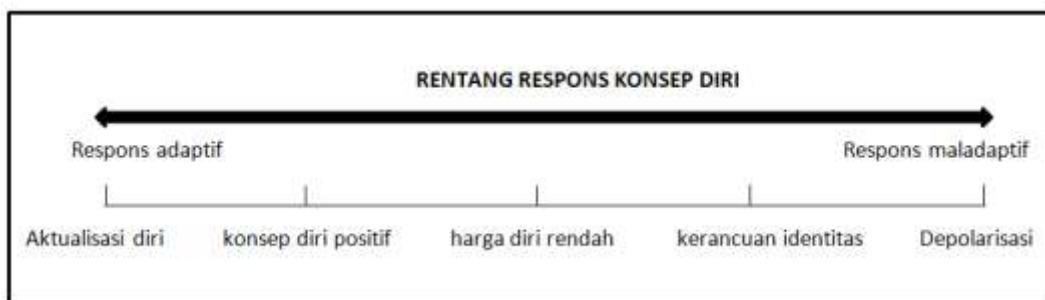 RENTANG RESPONS KONSEP DIRI
Respons adaptif Respons maladaptif
Aktualisasi diri konsep diri positif harga diri rendah kerancuan identitas Depolarisasi